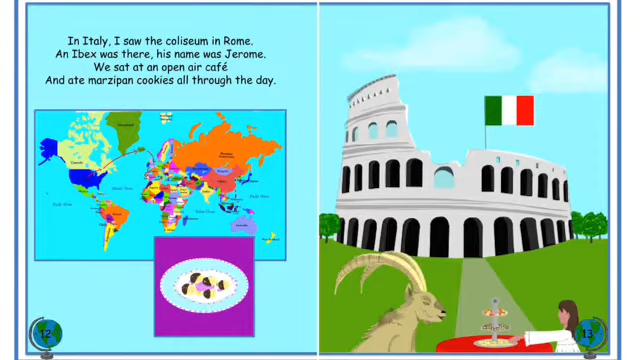 In Italy, I saw the coliseum in Rome.
An Ibex was there, his name was Jerome.
We sat at an open air café
And ate marzipan cookies all through the day.
Canada
12
13